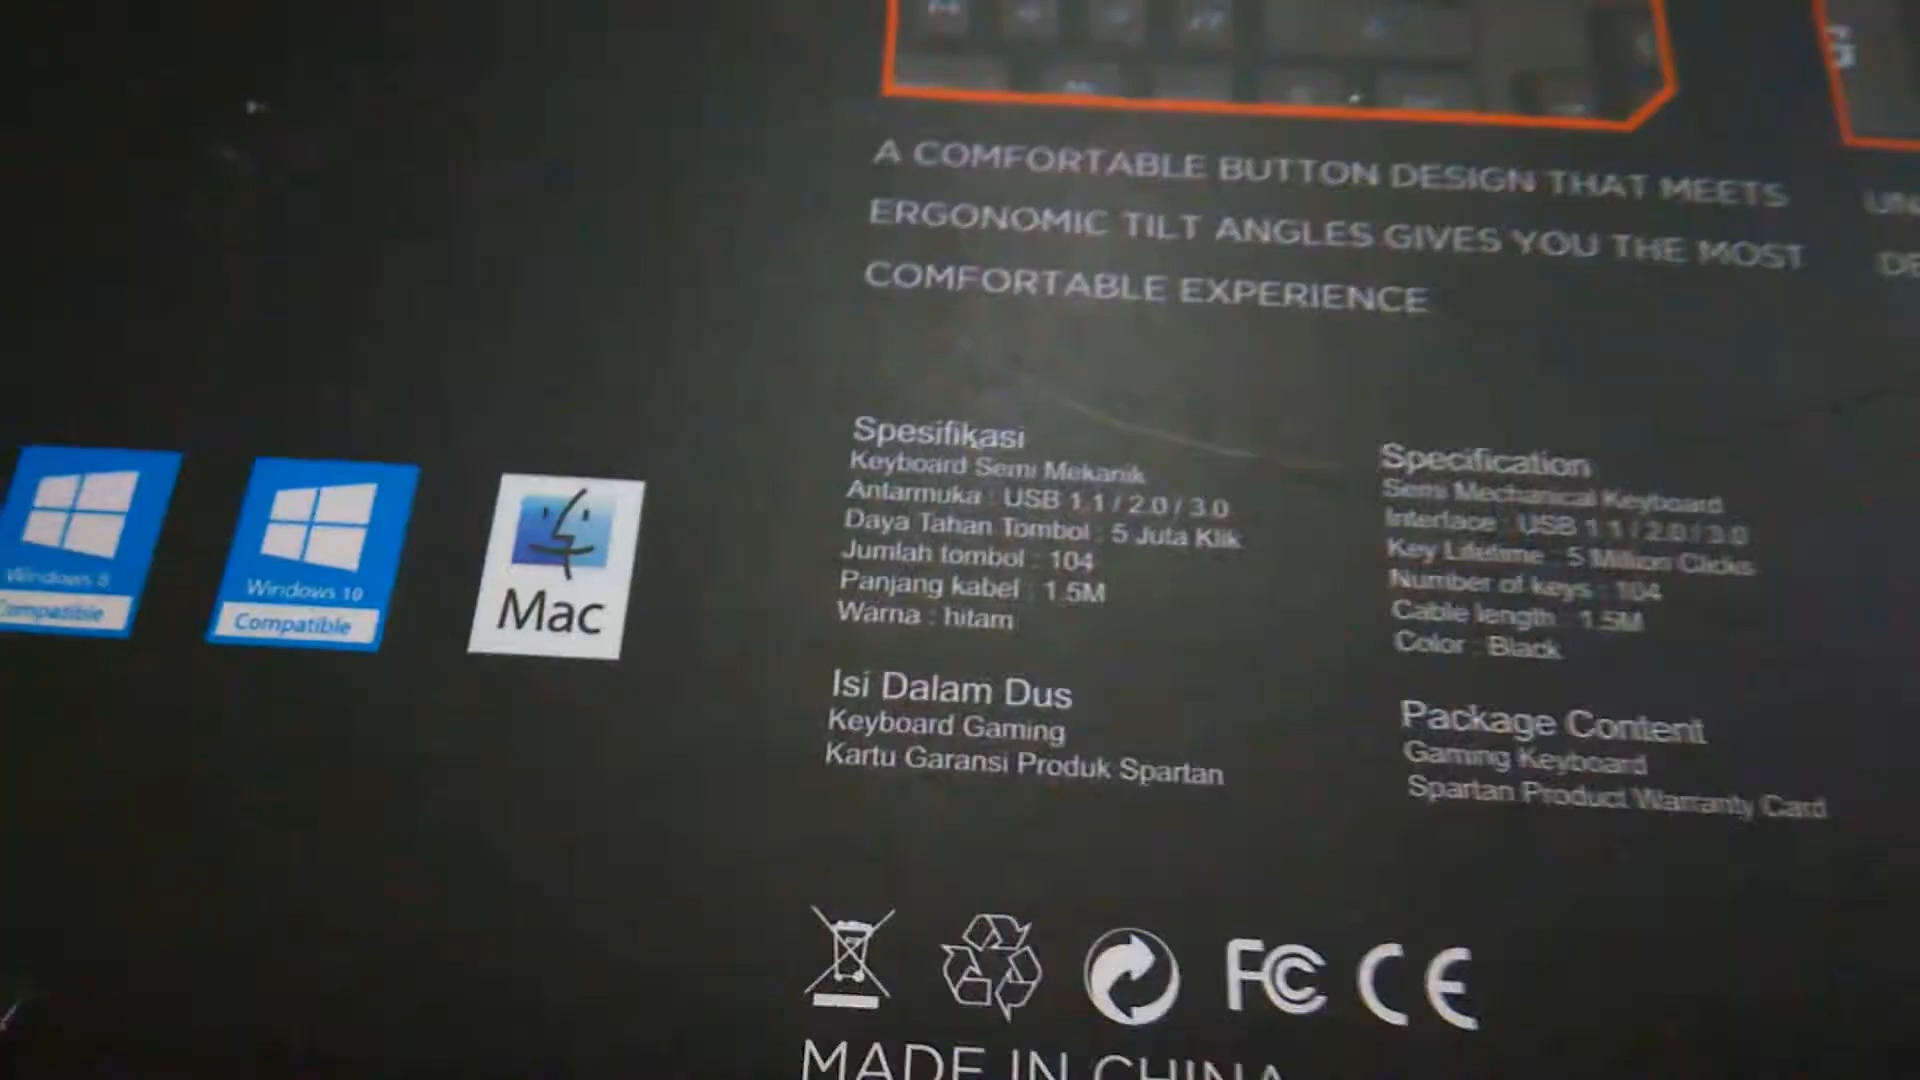 A COMFORTABLE BUTTON DESIGN THAT MEETS
ERGONOMIC TILT ANGLES GIVES YOU THE MOST
COMFORTABLE EXPERIENCE
Windows 8
Compatible
Windows 10
Compatible
Mac
Spesifikasi
Keyboard Semi Mekanik
Antarmuka : USB 1.1 / 2.0 / 3.0
Daya Tahan Tombol : 5 Juta Klik
Jumlah tombol : 104
Panjang kabel : 1.5M
Warna : hitam
Isi Dalam Dus
Keyboard Gaming
Kartu Garansi Produk Spartan
Specification
Semi Mechanical Keyboard
Interface : USB 1.1 / 2.0 / 3.0
Key Lifetime : 5 Million Clicks
Number of keys : 104
Cable length : 1.5M
Color : Black
Package Content
Gaming Keyboard
Spartan Product Warranty Card
FC CE
MADE IN CHINA